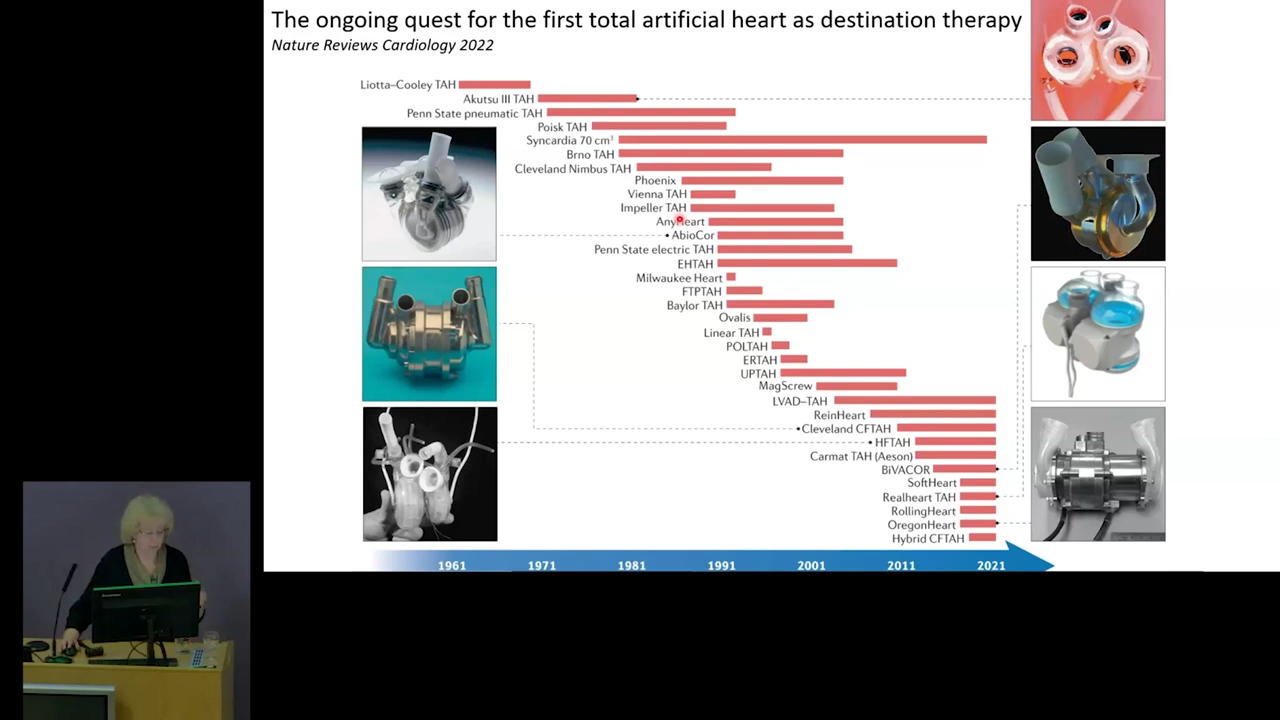 The ongoing quest for the first total artificial heart as destination therapy
Nature Reviews Cardiology 2022
Liotta–Cooley TAH
Akutsu III TAH
Penn State pneumatic TAH
Poisk TAH
Syncardia 70 cm³
Brno TAH
Cleveland Nimbus TAH
Phoenix
Vienna TAH
Impeller TAH
AnyHeart
AbioCor
Penn State electric TAH
EHTAH
Milwaukee Heart
FTPTAH
Baylor TAH
Ovalis
Linear TAH
POLTAH
ERTAH
UPTAH
MagScrew
LVAD–TAH
ReinHeart
Cleveland CFTAH
HFTAH
Carmat TAH (Aeson)
BiVACOR
SoftHeart
Realheart TAH
RollingHeart
OregonHeart
Hybrid CFTAH
1961 1971 1981 1991 2001 2011 2021